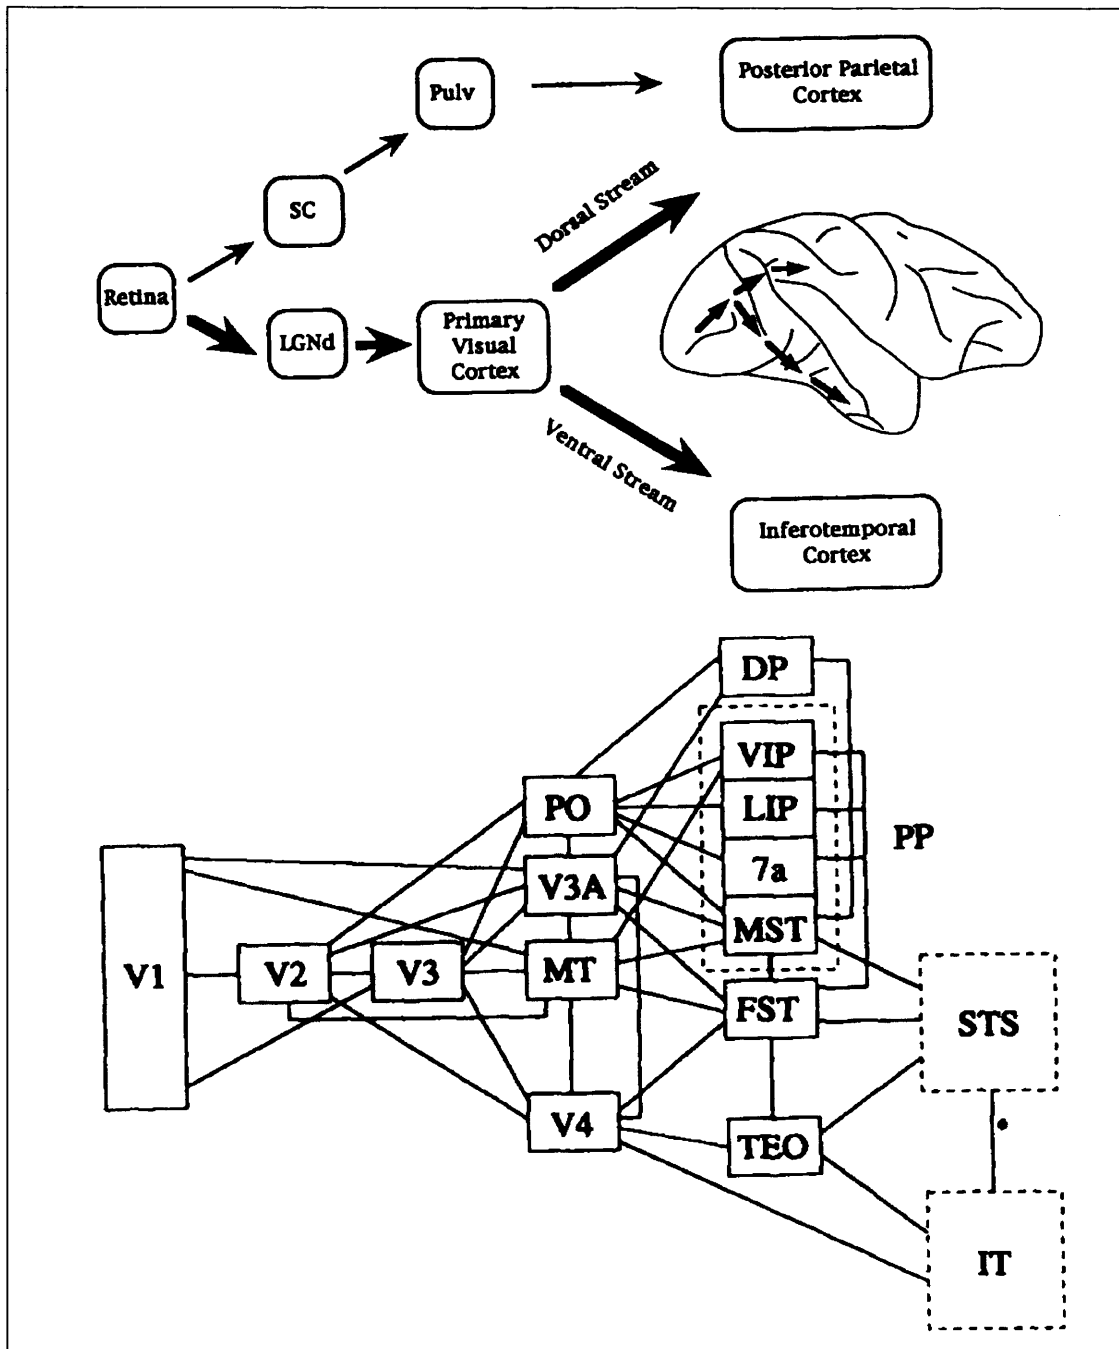 Pulv
Posterior Parietal
Cortex
SC
Dorsal Stream
Retina
LGNd
Primary
Visual
Cortex
Ventral Stream
Inferotemporal
Cortex
DP
VIP
PO
LIP
PP
7a
V3A
MST
V1
V2
V3
MT
FST
STS
V4
TEO
IT